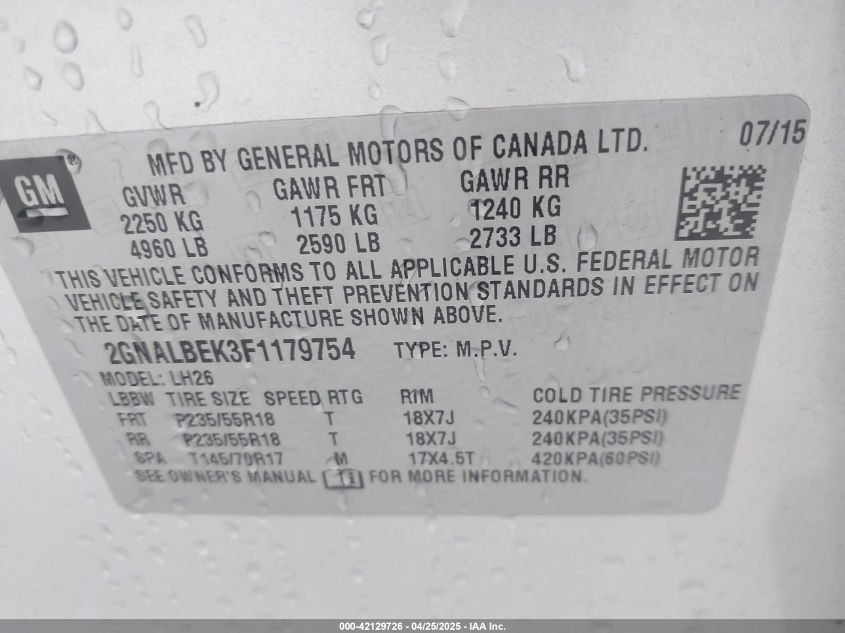 07/15
GM ®
MFD BY GENERAL MOTORS OF CANADA LTD.
GVWR GAWR FRT GAWR RR
2250 KG 1175 KG 1240 KG
4960 LB 2590 LB 2733 LB
THIS VEHICLE CONFORMS TO ALL APPLICABLE U.S. FEDERAL MOTOR
VEHICLE SAFETY AND THEFT PREVENTION STANDARDS IN EFFECT ON
THE DATE OF MANUFACTURE SHOWN ABOVE.
2GNALBEK3F1179754 TYPE: M.P.V.
MODEL: LH26
LBBW TIRE SIZE SPEED RTG RIM COLD TIRE PRESSURE
FRT P235/55R18 T 18X7J 240KPA(35PSI)
RR P235/55R18 T 18X7J 240KPA(35PSI)
SPA T145/70R17 M 17X4.5T 420KPA(60PSI)
SEE OWNER'S MANUAL i FOR MORE INFORMATION.
000-42129726 - 04/25/2025 - IAA Inc.